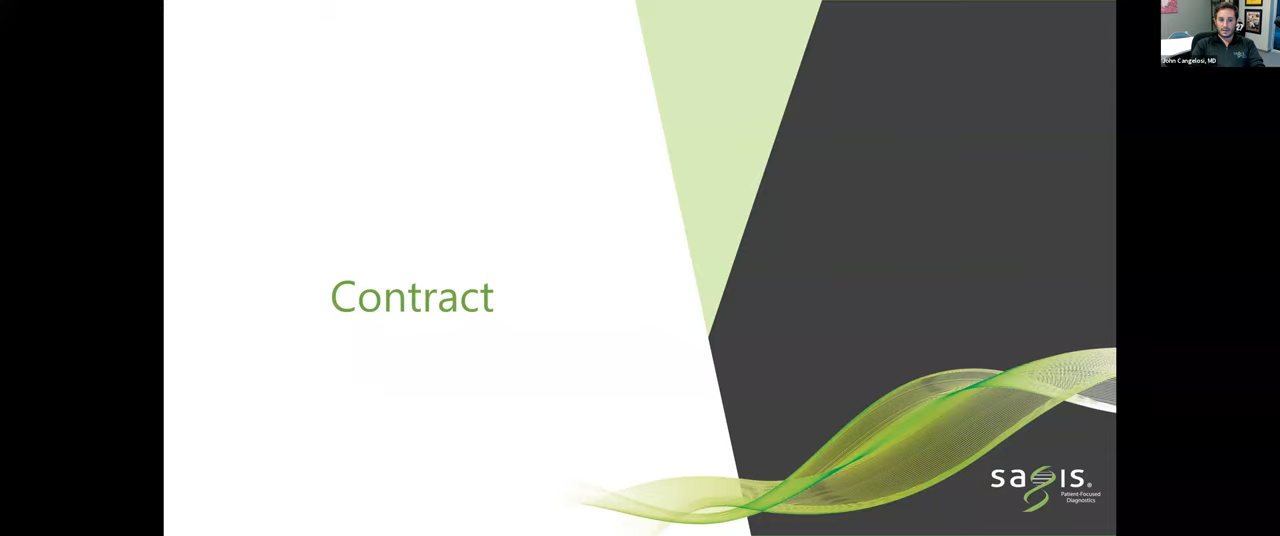 John Cangelosi, MD
Contract
sagis®
Patient-Focused
Diagnostics